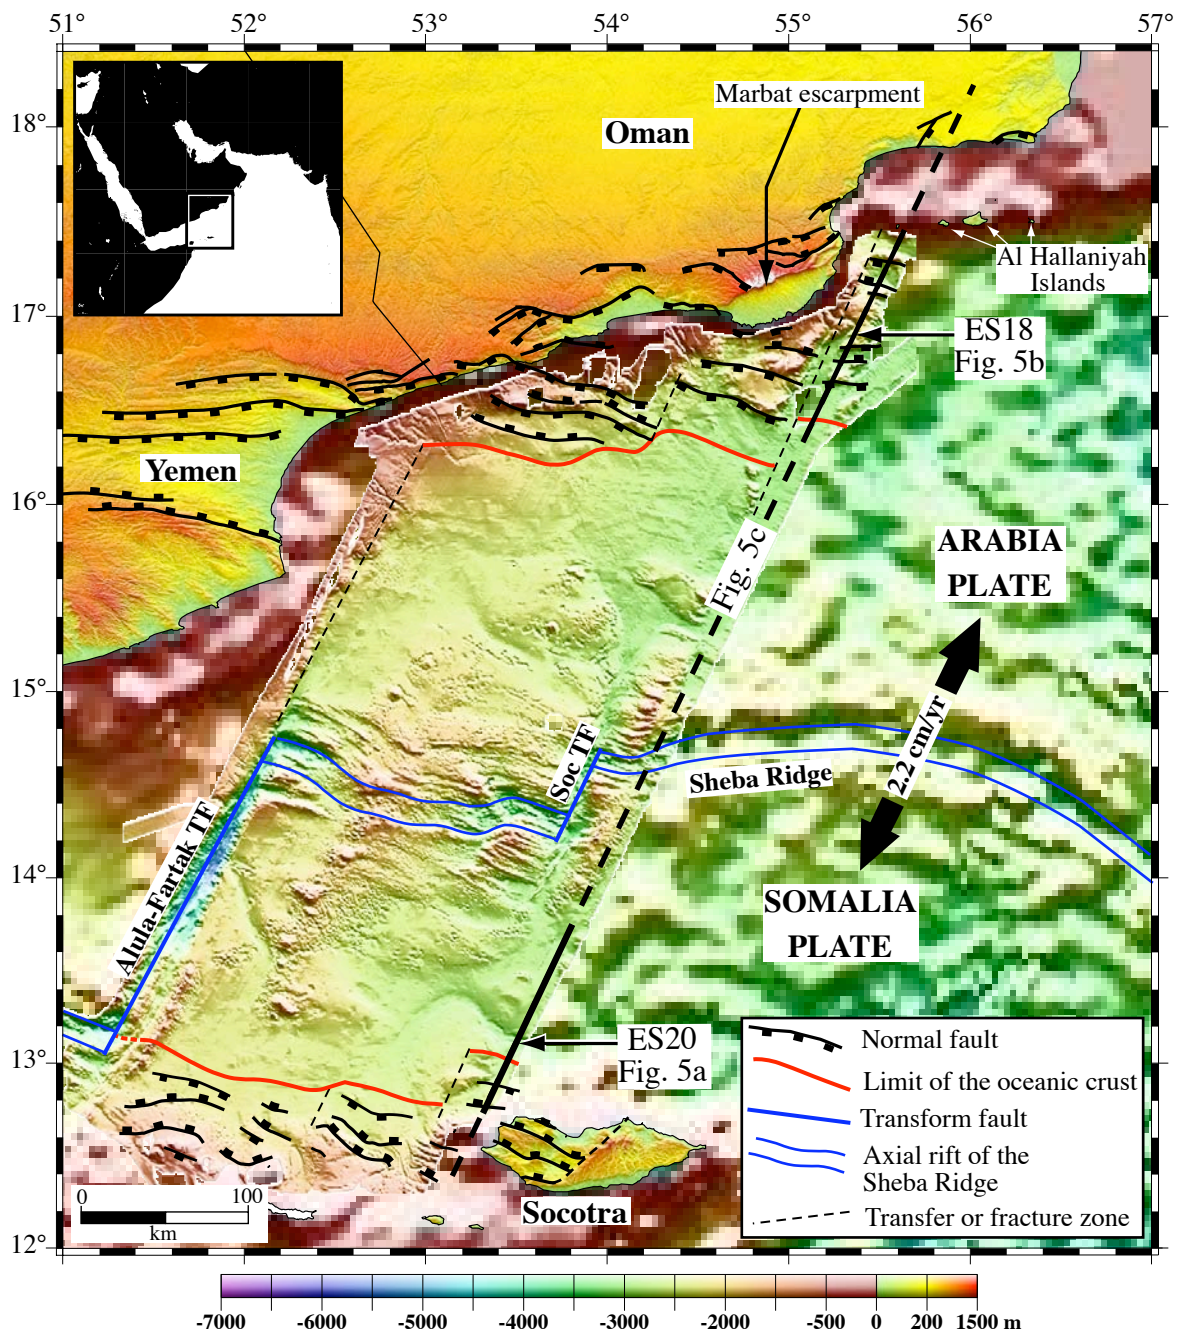 51° 52° 53° 54° 55° 56° 57°
18°
17°
16°
15°
14°
13°
12°
Marbat escarpment
Oman
Al Hallaniyah
Islands
ES18
Fig. 5b
Yemen
Fig. 5c
ARABIA
PLATE
2.2 cm/yr
Soc TF
Sheba Ridge
Alula-Fartak TF
SOMALIA
PLATE
ES20
Fig. 5a
Socotra
0 100
km
Normal fault
Limit of the oceanic crust
Transform fault
Axial rift of the
Sheba Ridge
Transfer or fracture zone
-7000 -6000 -5000 -4000 -3000 -2000 -500 0 200 1500 m